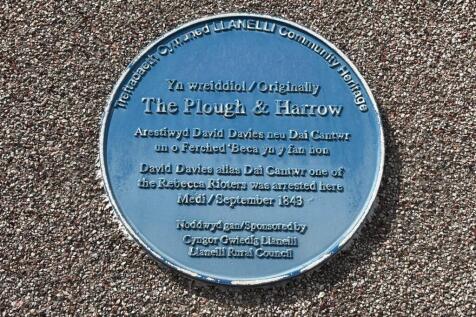 Treftadaeth Cymuned LLANELLI Community Heritage
Yn wreiddiol / Originally
The Plough & Harrow
Arestiwyd David Davies neu Dai Cantwr
un o Ferched 'Beca yn y fan hon
David Davies alias Dai Cantwr one of
the Rebecca Rioters was arrested here
Medi / September 1843
Noddwyd gan / Sponsored by
Cyngor Gwledig Llanelli
Llanelli Rural Council